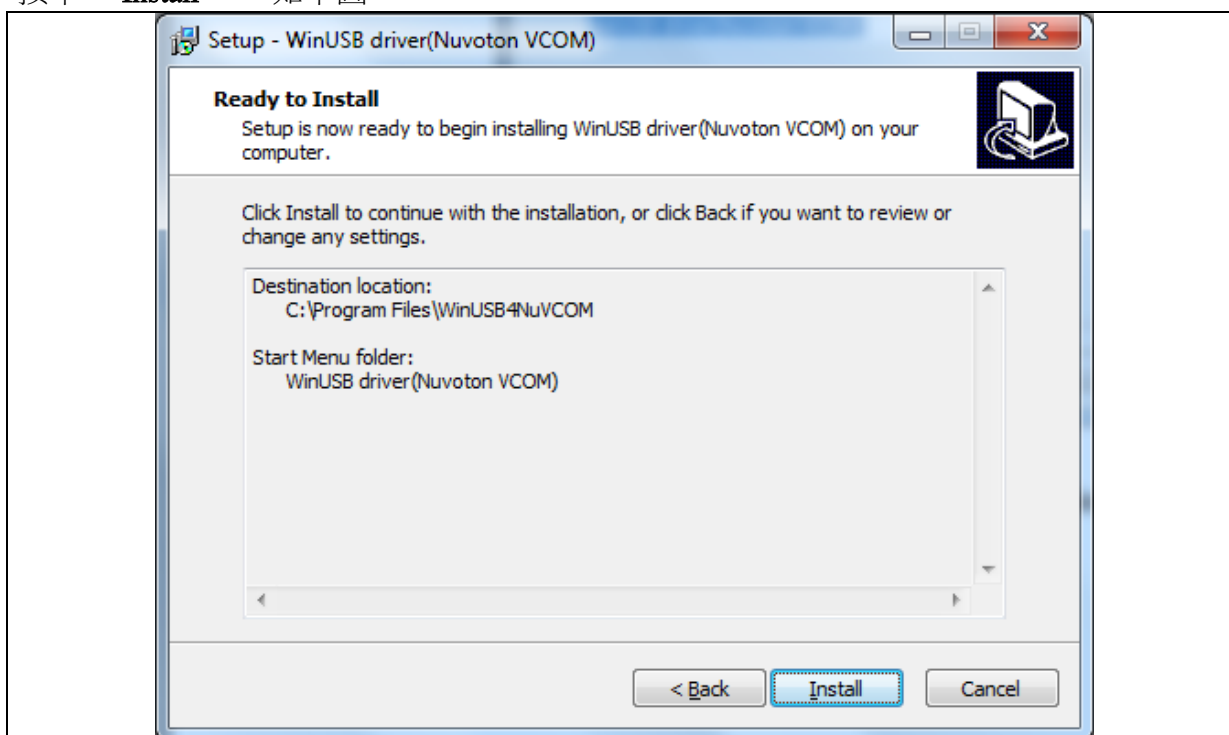 Install
Setup - WinUSB driver(Nuvoton VCOM)
Ready to Install
Setup is now ready to begin installing WinUSB driver(Nuvoton VCOM) on your
computer.
Click Install to continue with the installation, or click Back if you want to review or
change any settings.
Destination location:
C:\Program Files\WinUSB4NuVCOM
Start Menu folder:
WinUSB driver(Nuvoton VCOM)
< Back Install Cancel